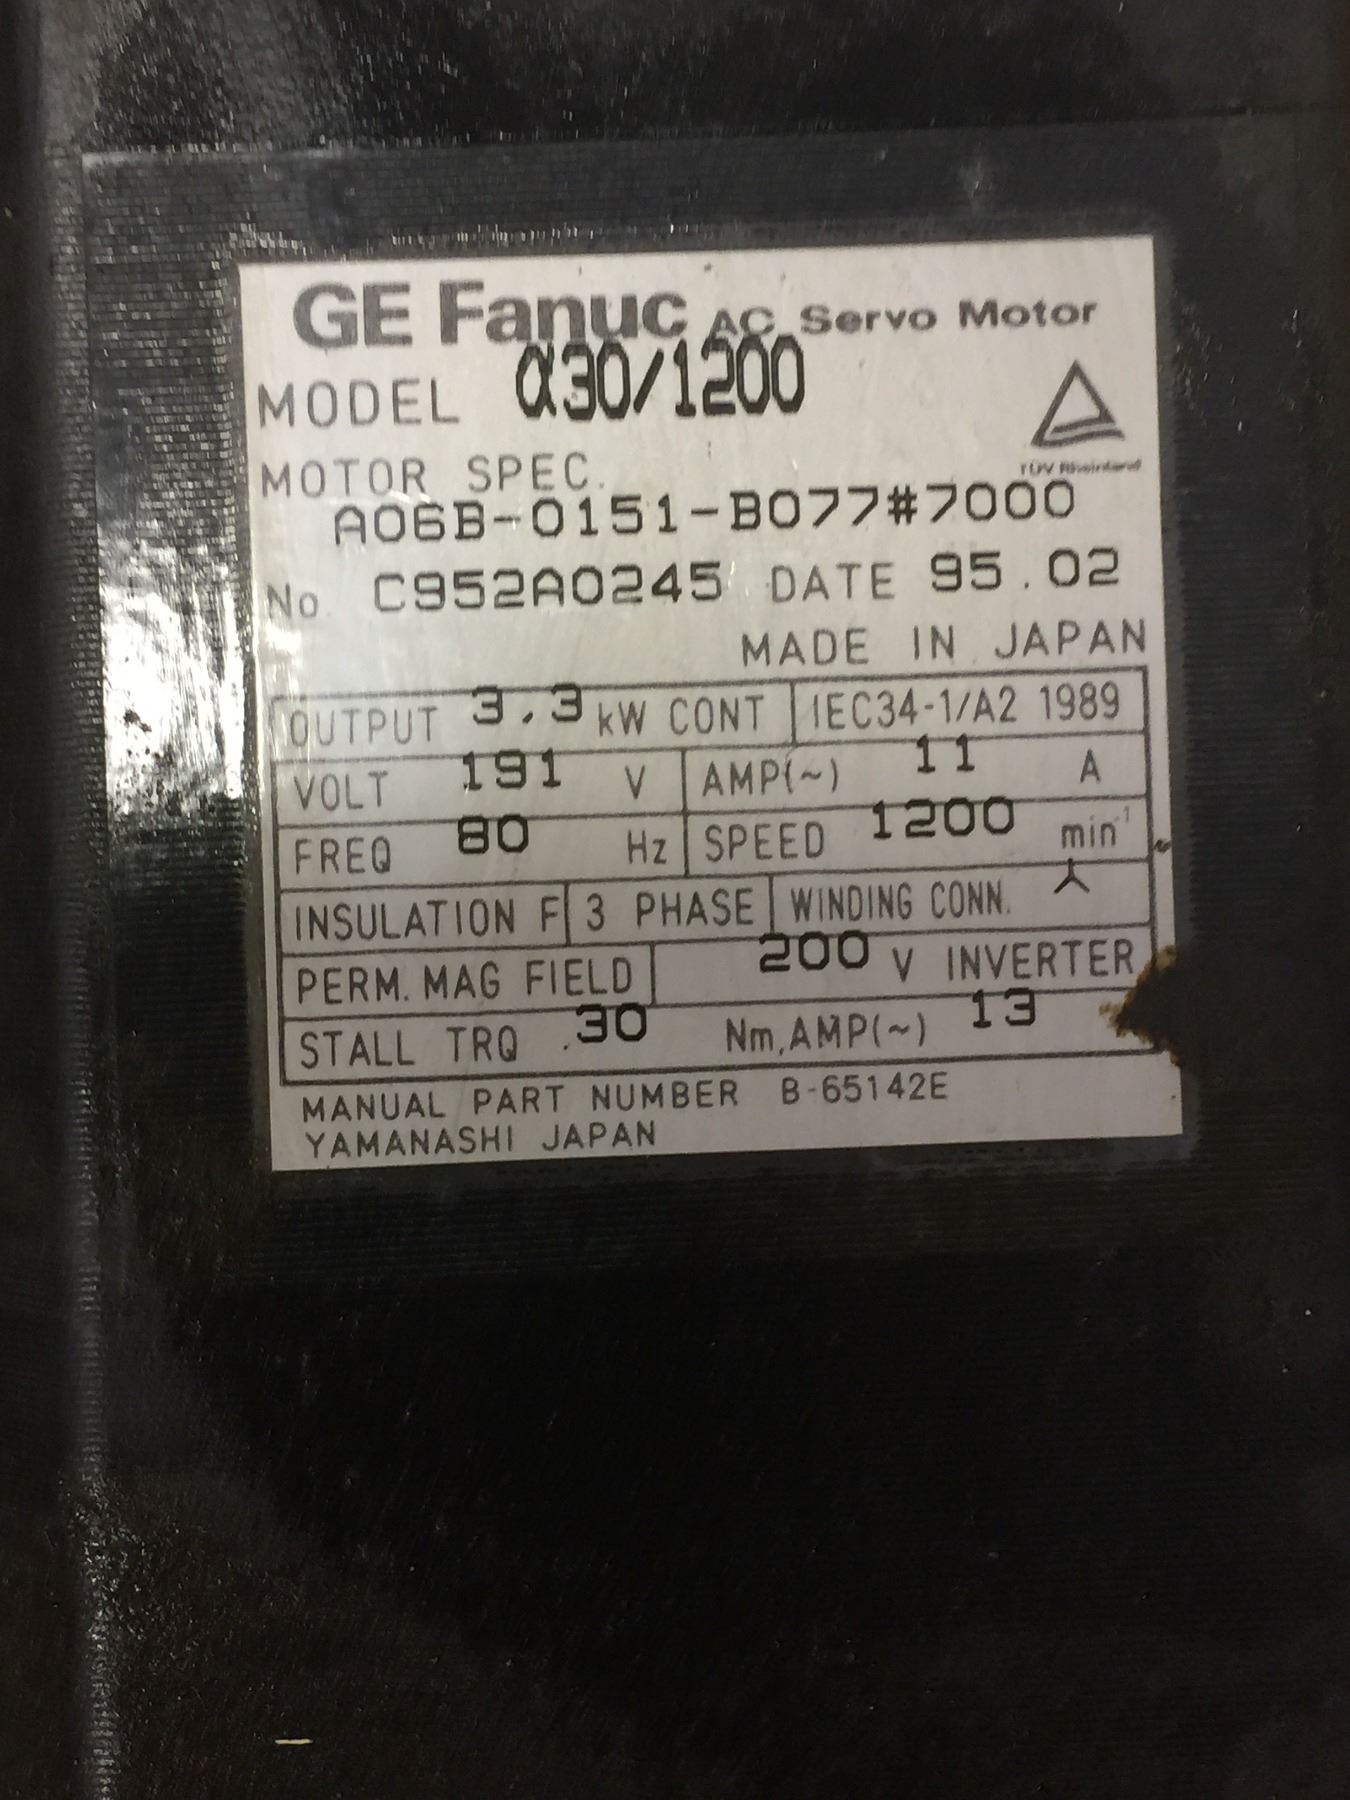 GE Fanuc AC Servo Motor
MODEL α30/1200
TÜV Rheinland
MOTOR SPEC.
A06B-0151-B077#7000
No. C952A0245 DATE 95.02
MADE IN JAPAN
OUTPUT 3.3 kW CONT IEC34-1/A2 1989
VOLT 191 V AMP(~) 11 A
FREQ 80 Hz SPEED 1200 min⁻¹
INSULATION F 3 PHASE WINDING CONN. ⅄
PERM. MAG FIELD 200 V INVERTER
STALL TRQ .30 Nm,AMP(~) 13
MANUAL PART NUMBER B-65142E
YAMANASHI JAPAN